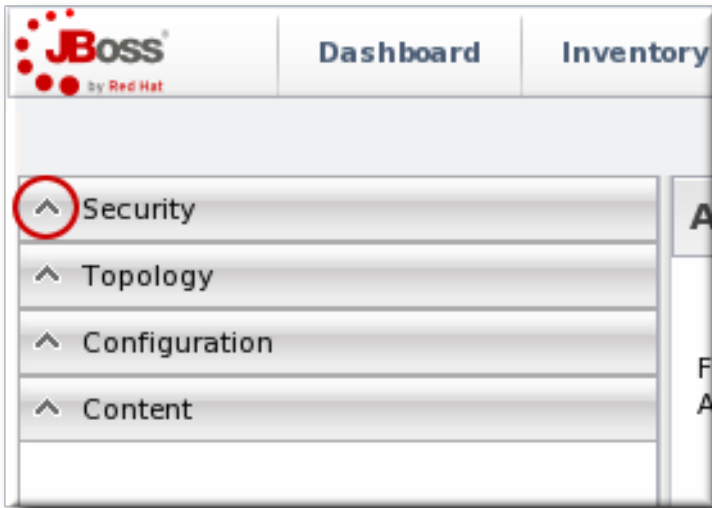 JBoss
by Red Hat
Dashboard
Inventory
Security
A
Topology
Configuration
F
Content
A